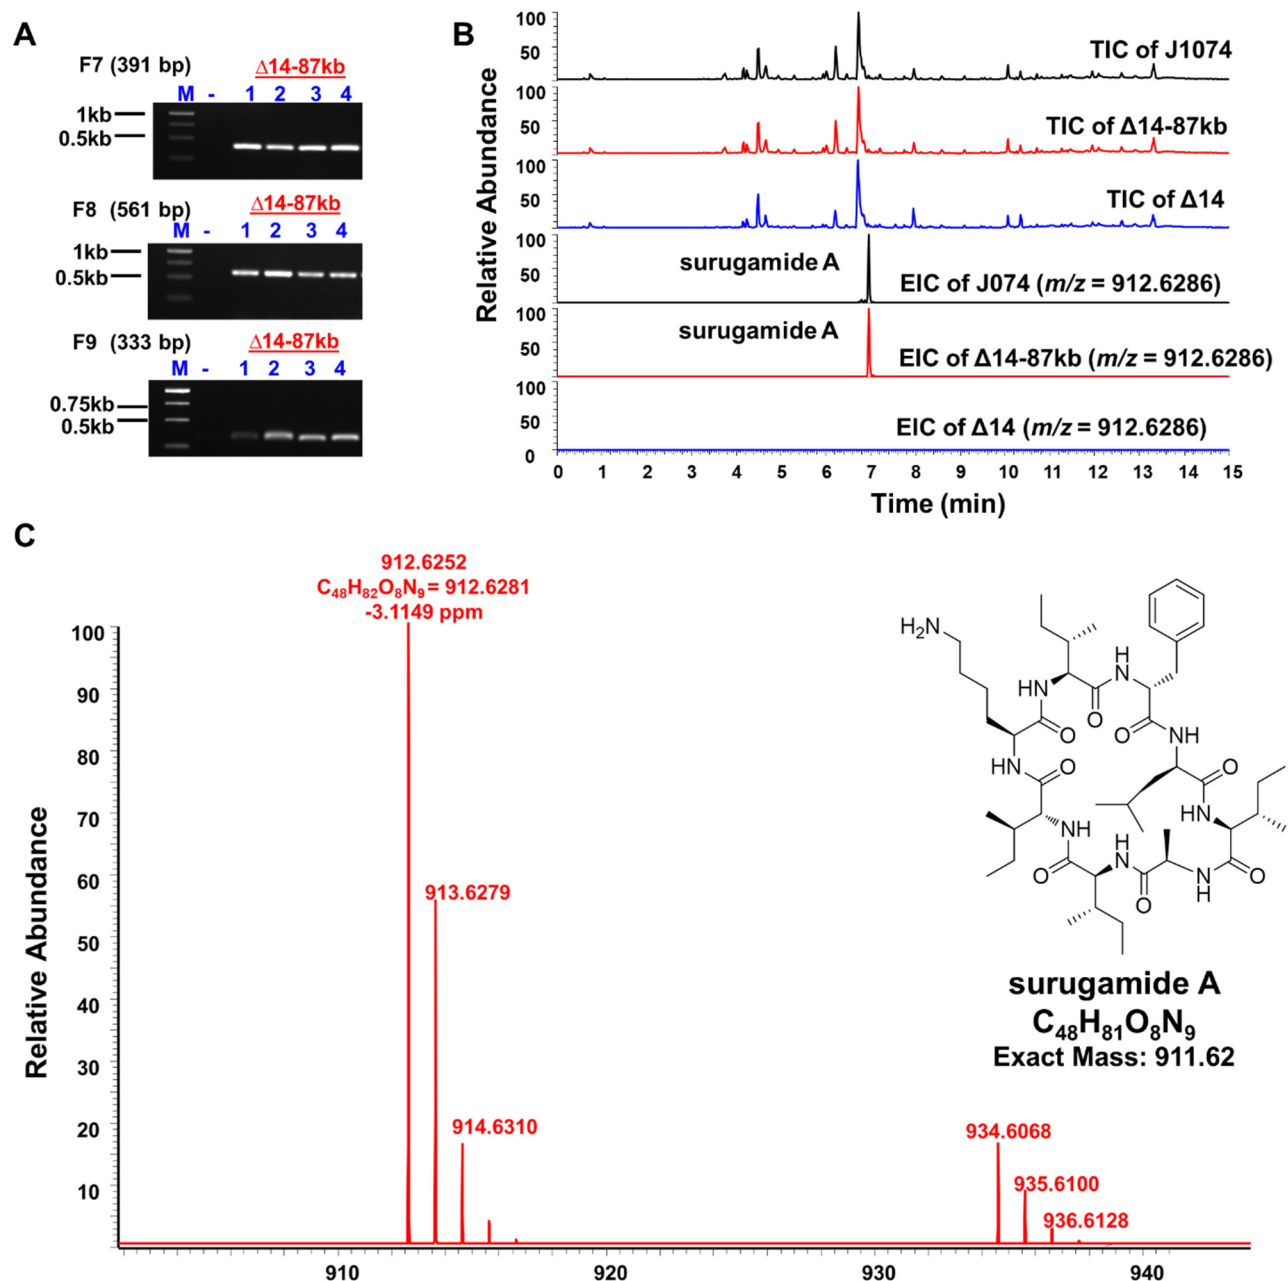 A
F7 (391 bp)
Δ14-87kb
M - 1 2 3 4
1kb
0.5kb
F8 (561 bp)
Δ14-87kb
M - 1 2 3 4
1kb
0.5kb
F9 (333 bp)
Δ14-87kb
M - 1 2 3 4
0.75kb
0.5kb
B
Relative Abundance
100
50
TIC of J1074
100
50
TIC of Δ14-87kb
100
50
TIC of Δ14
100
50
surugamide A
EIC of J074 (m/z = 912.6286)
100
50
surugamide A
EIC of Δ14-87kb (m/z = 912.6286)
100
50
0
EIC of Δ14 (m/z = 912.6286)
0 1 2 3 4 5 6 7 8 9 10 11 12 13 14 15
Time (min)
C
912.6252
C48H82O8N9 = 912.6281
-3.1149 ppm
Relative Abundance
100
90
80
70
60
50
40
30
20
10
913.6279
914.6310
934.6068
935.6100
936.6128
910 920 930 940
H2N
H
N
HN
O
O
O
NH
HN
O
O
HN
NH
H
N
O
O
N
H
O
surugamide A
C48H81O8N9
Exact Mass: 911.62